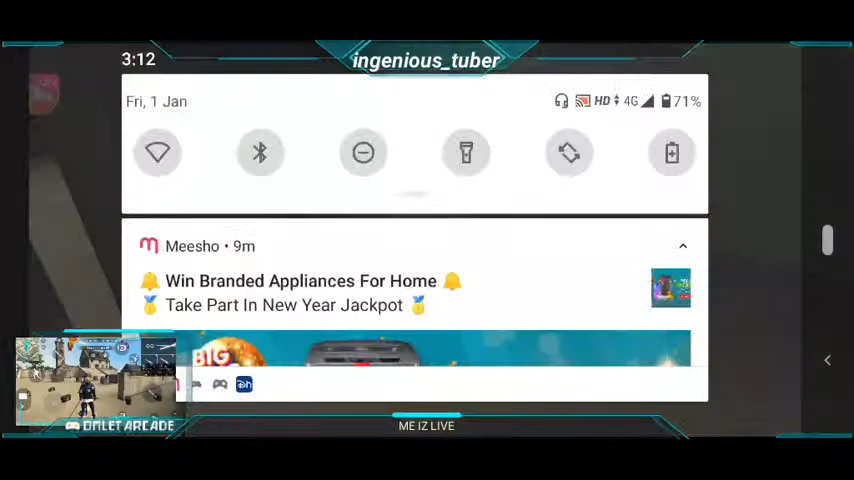 ingenious_tuber
3:12
Fri, 1 Jan
HD 4G 71%
Meesho • 9m
🔔 Win Branded Appliances For Home 🔔
🥇 Take Part In New Year Jackpot 🥇
BIG
Dh
OMLET ARCADE
ME IZ LIVE